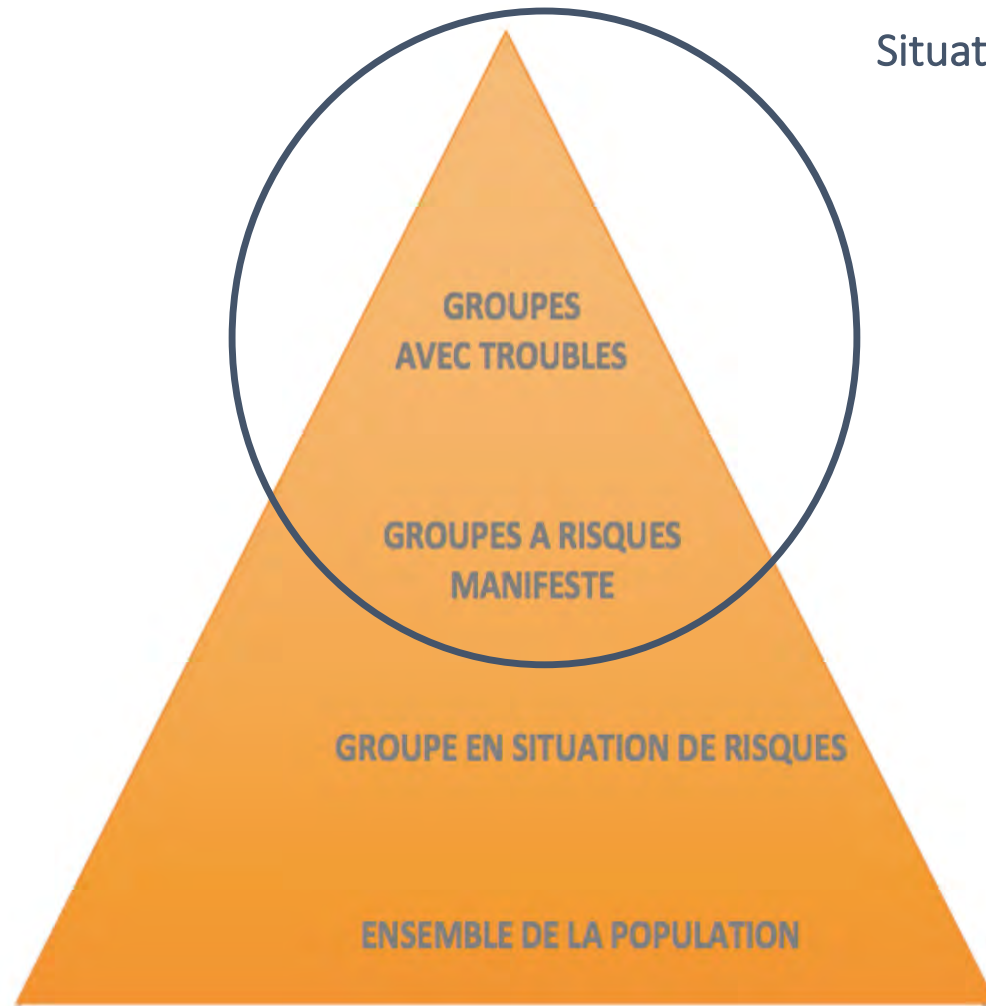 Situat
GROUPES
AVEC TROUBLES
GROUPES A RISQUES
MANIFESTE
GROUPE EN SITUATION DE RISQUES
ENSEMBLE DE LA POPULATION